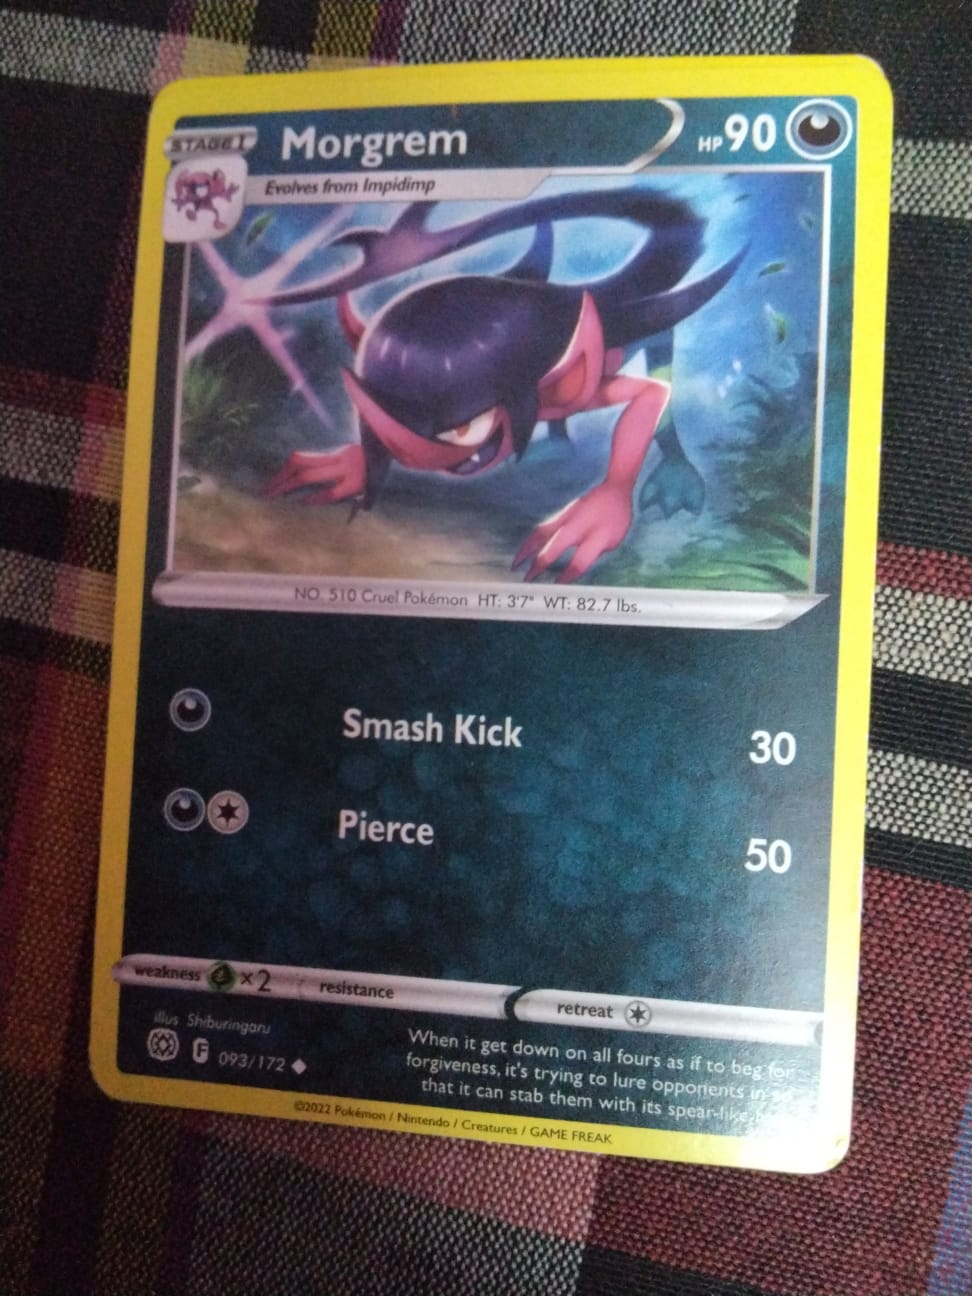 STAGE 1
Morgrem
HP 90
Evolves from Impidimp
NO. 510 Cruel Pokémon HT: 3'7" WT: 82.7 lbs.
Smash Kick
30
Pierce
50
weakness ×2 resistance retreat
illus. Shiburingaru
F 093/172
When it get down on all fours as if to beg for
forgiveness, it's trying to lure opponents in
that it can stab them with its spear-like
©2022 Pokémon / Nintendo / Creatures / GAME FREAK